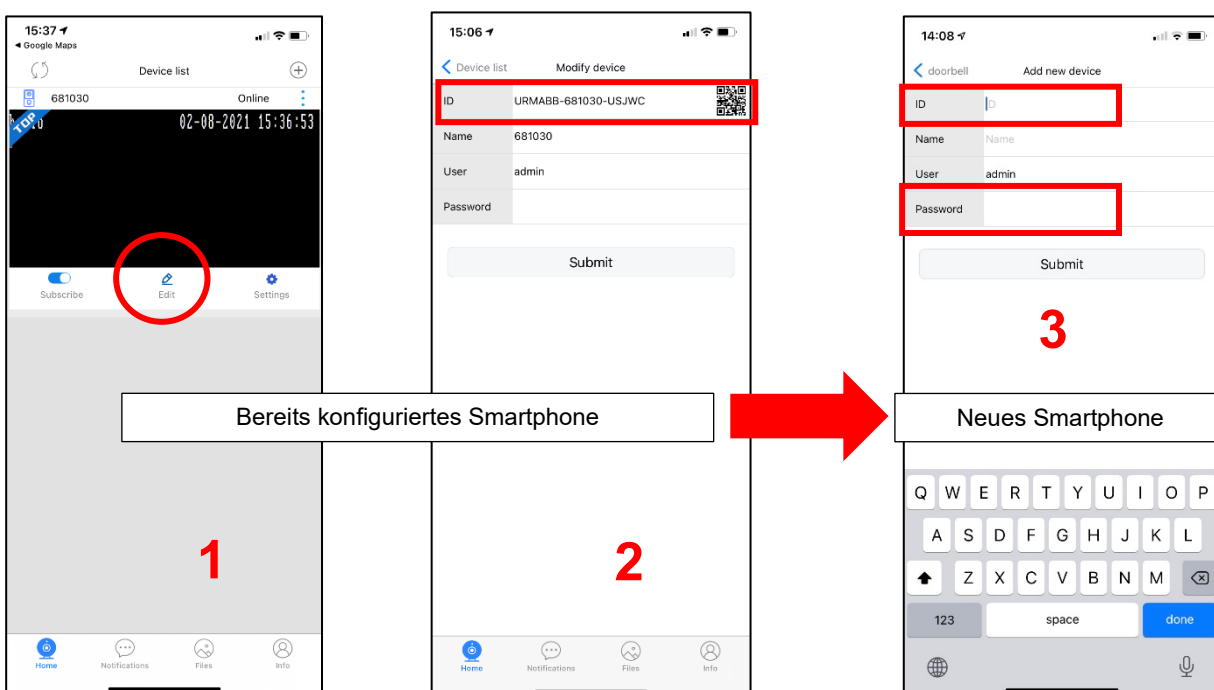 15:37
◄ Google Maps
Device list
681030
Online
TOP
02-08-2021 15:36:53
Subscribe
Edit
Settings
1
Home
Notifications
Files
Info
15:06
Device list
Modify device
ID
URMABB-681030-USJWC
Name
681030
User
admin
Password
Submit
2
Home
Notifications
Files
Info
Bereits konfiguriertes Smartphone
14:08
doorbell
Add new device
ID
ID
Name
Name
User
admin
Password
Submit
3
Neues Smartphone
Q W E R T Y U I O P
A S D F G H J K L
Z X C V B N M
123
space
done